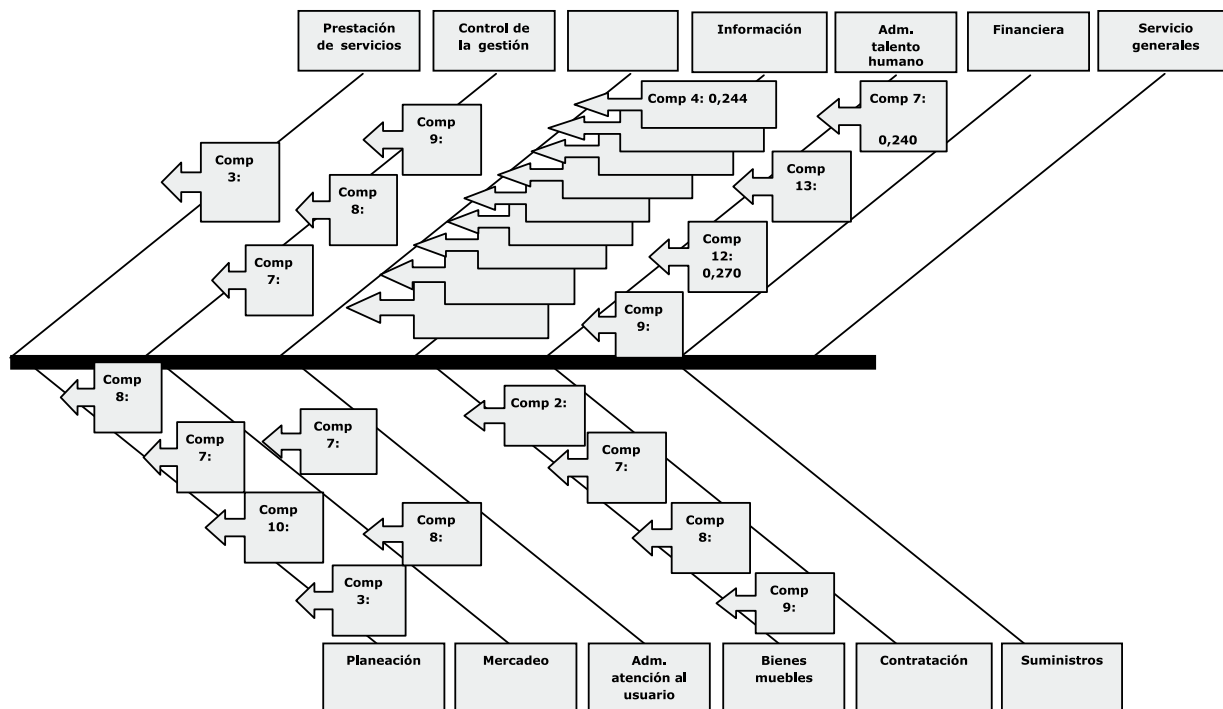 Prestación
de servicios
Control de
la gestión
Información
Adm.
talento
humano
Financiera
Servicio
generales
Comp 4: 0,244
Comp 7:
0,240
Comp
9:
Comp
3:
Comp
8:
Comp
13:
Comp
7:
Comp
12:
0,270
Comp
9:
Comp
8:
Comp 2:
Comp
7:
Comp
7:
Comp
7:
Comp
10:
Comp
8:
Comp
8:
Comp
3:
Comp
9:
Planeación
Mercadeo
Adm.
atención al
usuario
Bienes
muebles
Contratación
Suministros